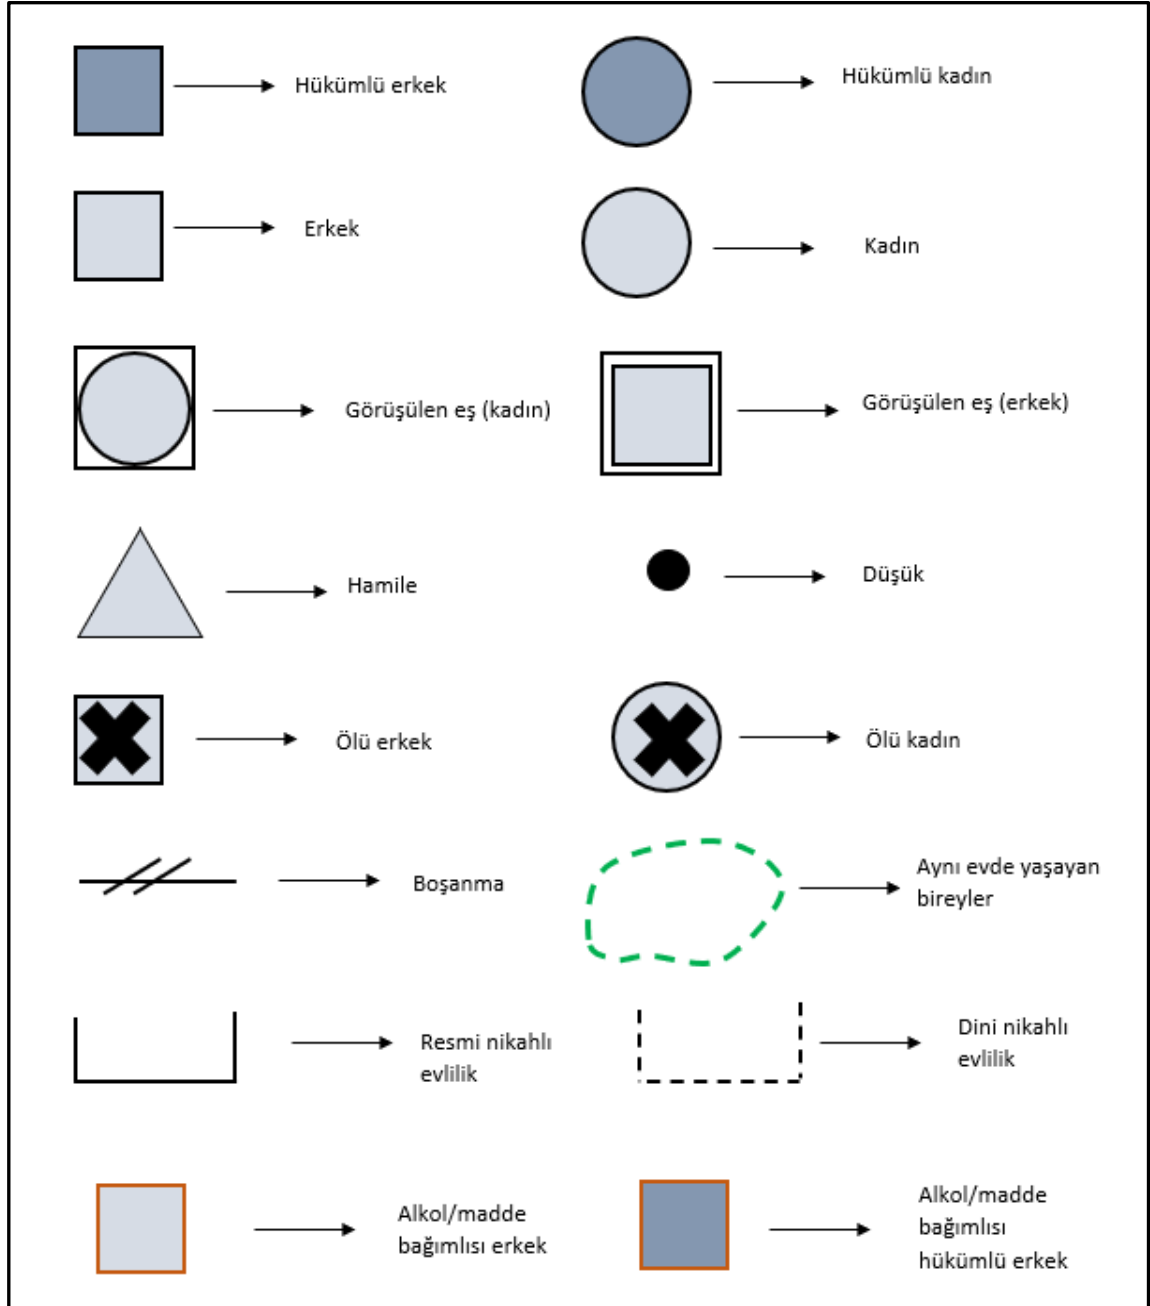 Hükümlü erkek
Hükümlü kadın
Erkek
Kadın
Görüşülen eş (kadın)
Görüşülen eş (erkek)
Hamile
Düşük
Ölü erkek
Ölü kadın
Boşanma
Aynı evde yaşayan
bireyler
Resmi nikahlı
evlilik
Dini nikahlı
evlilik
Alkol/madde
bağımlısı erkek
Alkol/madde
bağımlısı
hükümlü erkek